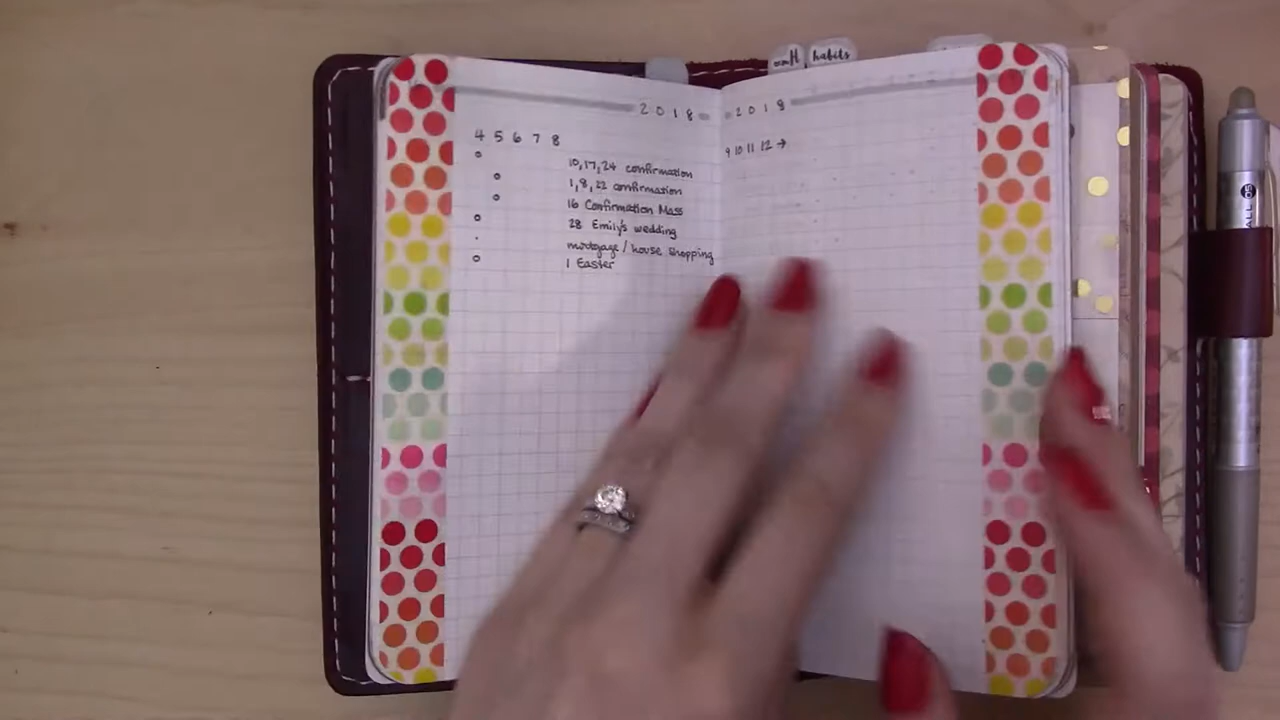 habits
2018
2018
4 5 6 7 8
9 10 11 12 →
10, 17, 24 confirmation
1, 8, 22 confirmation
16 Confirmation Mass
28 Emily's wedding
mortgage / house shopping
1 Easter